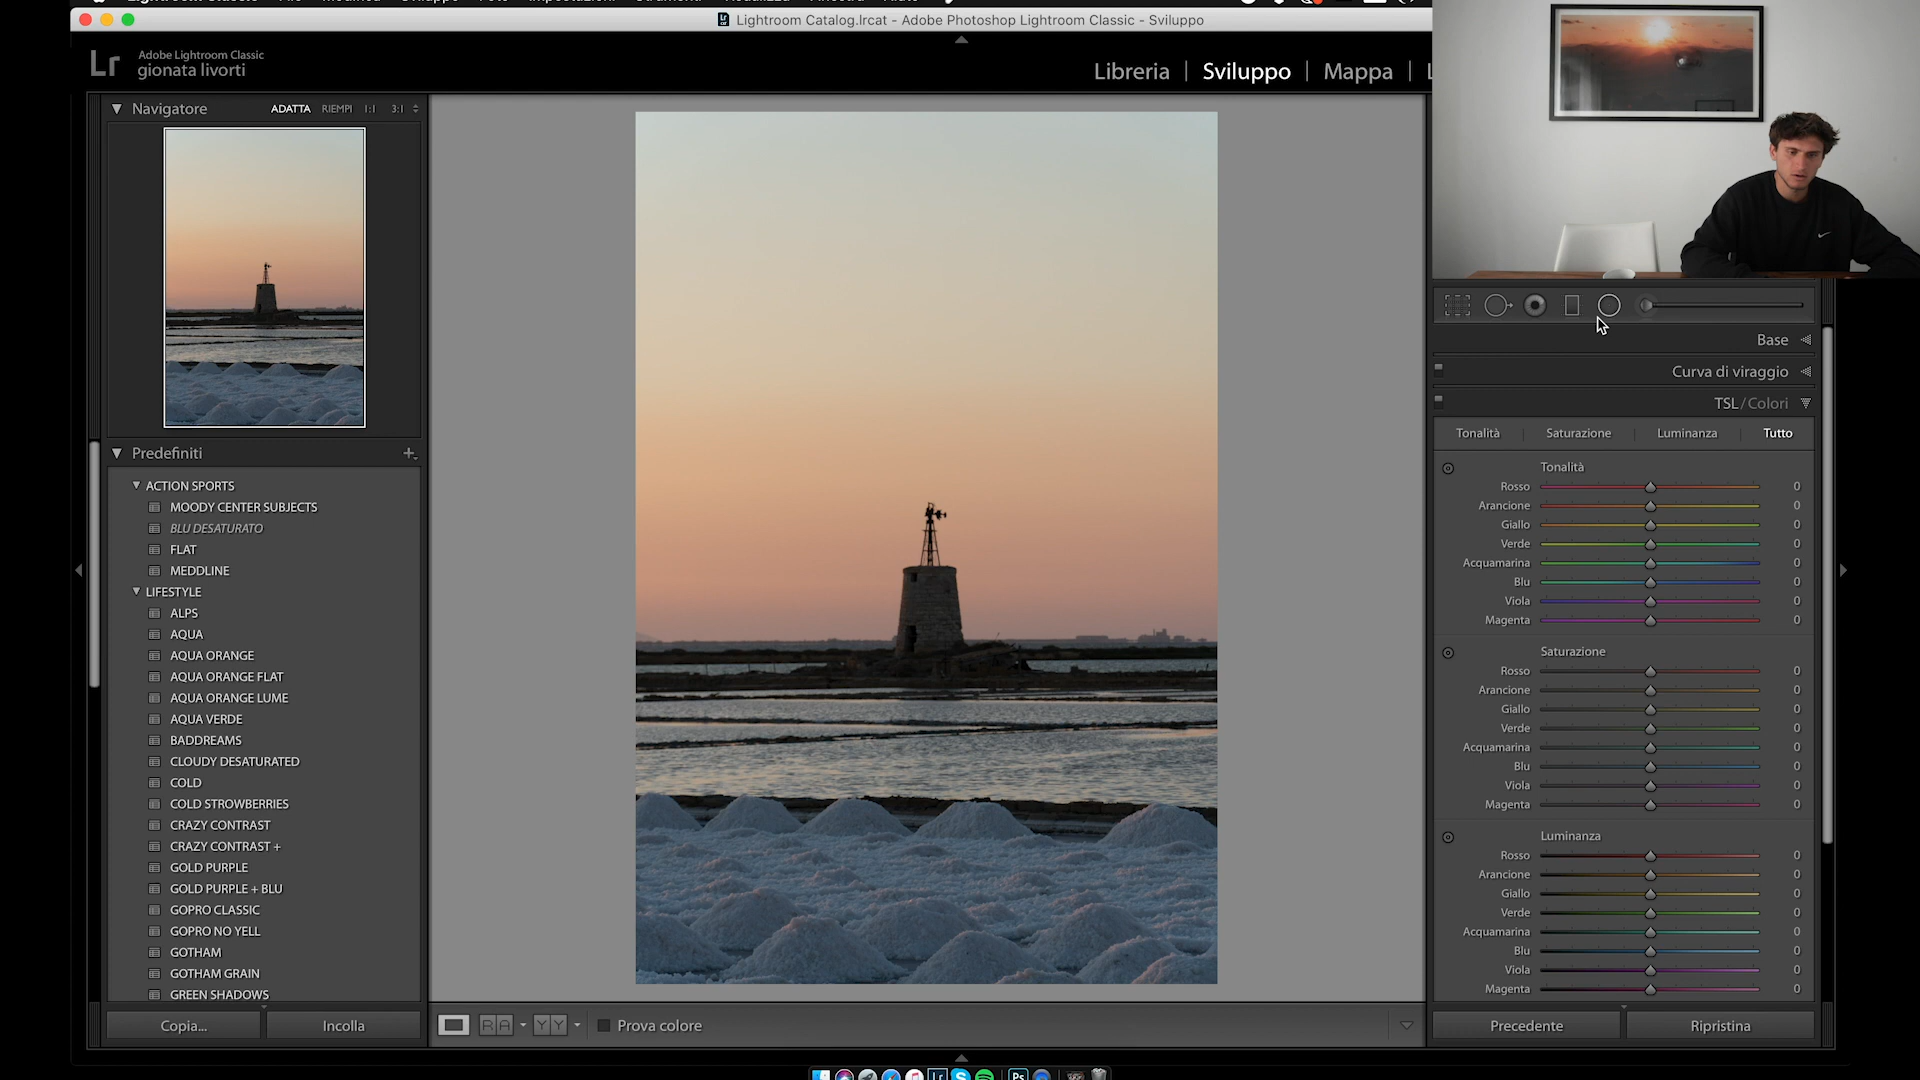 Lightroom Catalog.lrcat - Adobe Photoshop Lightroom Classic - Sviluppo
Lr
Adobe Lightroom Classic
gionata livorti
Libreria | Sviluppo | Mappa |
Navigatore ADATTA RIEMPI 1:1 3:1
Predefiniti
ACTION SPORTS
MOODY CENTER SUBJECTS
BLU DESATURATO
FLAT
MEDDLINE
LIFESTYLE
ALPS
AQUA
AQUA ORANGE
AQUA ORANGE FLAT
AQUA ORANGE LUME
AQUA VERDE
BADDREAMS
CLOUDY DESATURATED
COLD
COLD STROWBERRIES
CRAZY CONTRAST
CRAZY CONTRAST +
GOLD PURPLE
GOLD PURPLE + BLU
GOPRO CLASSIC
GOPRO NO YELL
GOTHAM
GOTHAM GRAIN
GREEN SHADOWS
Copia... Incolla
R A Y Y Prova colore
Base
Curva di viraggio
TSL / Colori
Tonalità Saturazione Luminanza Tutto
Tonalità
Rosso 0
Arancione 0
Giallo 0
Verde 0
Acquamarina 0
Blu 0
Viola 0
Magenta 0
Saturazione
Rosso 0
Arancione 0
Giallo 0
Verde 0
Acquamarina 0
Blu 0
Viola 0
Magenta 0
Luminanza
Rosso 0
Arancione 0
Giallo 0
Verde 0
Acquamarina 0
Blu 0
Viola 0
Magenta 0
Precedente Ripristina
Lr Ps